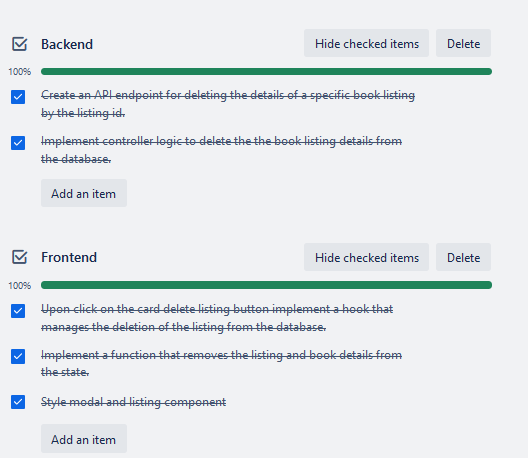 Backend
Hide checked items
Delete
100%
Create an API endpoint for deleting the details of a specific book listing
by the listing id.
Implement controller logic to delete the the book listing details from
the database.
Add an item
Frontend
Hide checked items
Delete
100%
Upon click on the card delete listing button implement a hook that
manages the deletion of the listing from the database.
Implement a function that removes the listing and book details from
the state.
Style modal and listing component
Add an item